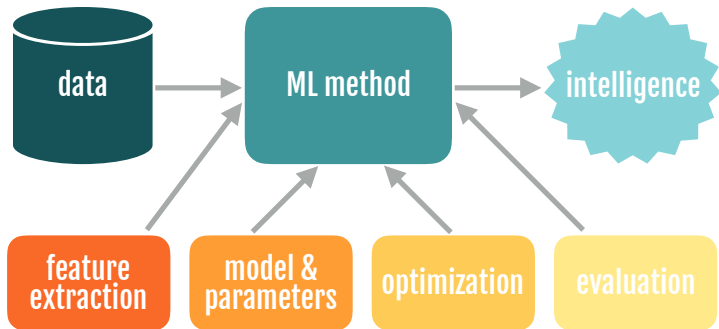 data
ML method
intelligence
feature
extraction
model &
parameters
optimization
evaluation